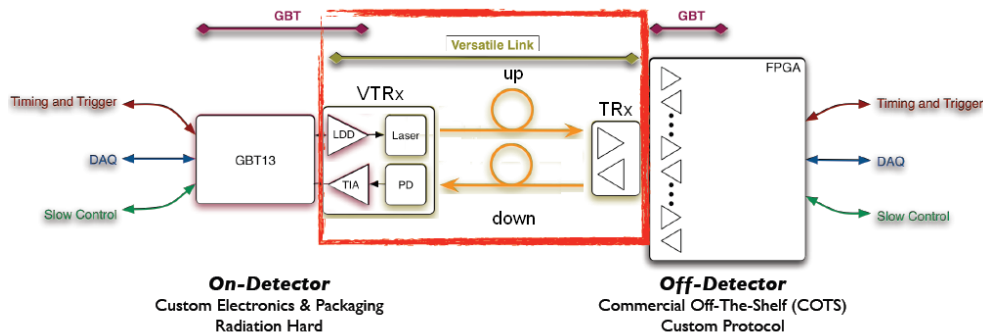 GBT
GBT
Versatile Link
FPGA
up
VTRx
TRx
Timing and Trigger
DAQ
Slow Control
GBT13
LDD
Laser
TIA
PD
down
Timing and Trigger
DAQ
Slow Control
On-Detector
Custom Electronics & Packaging
Radiation Hard
Off-Detector
Commercial Off-The-Shelf (COTS)
Custom Protocol